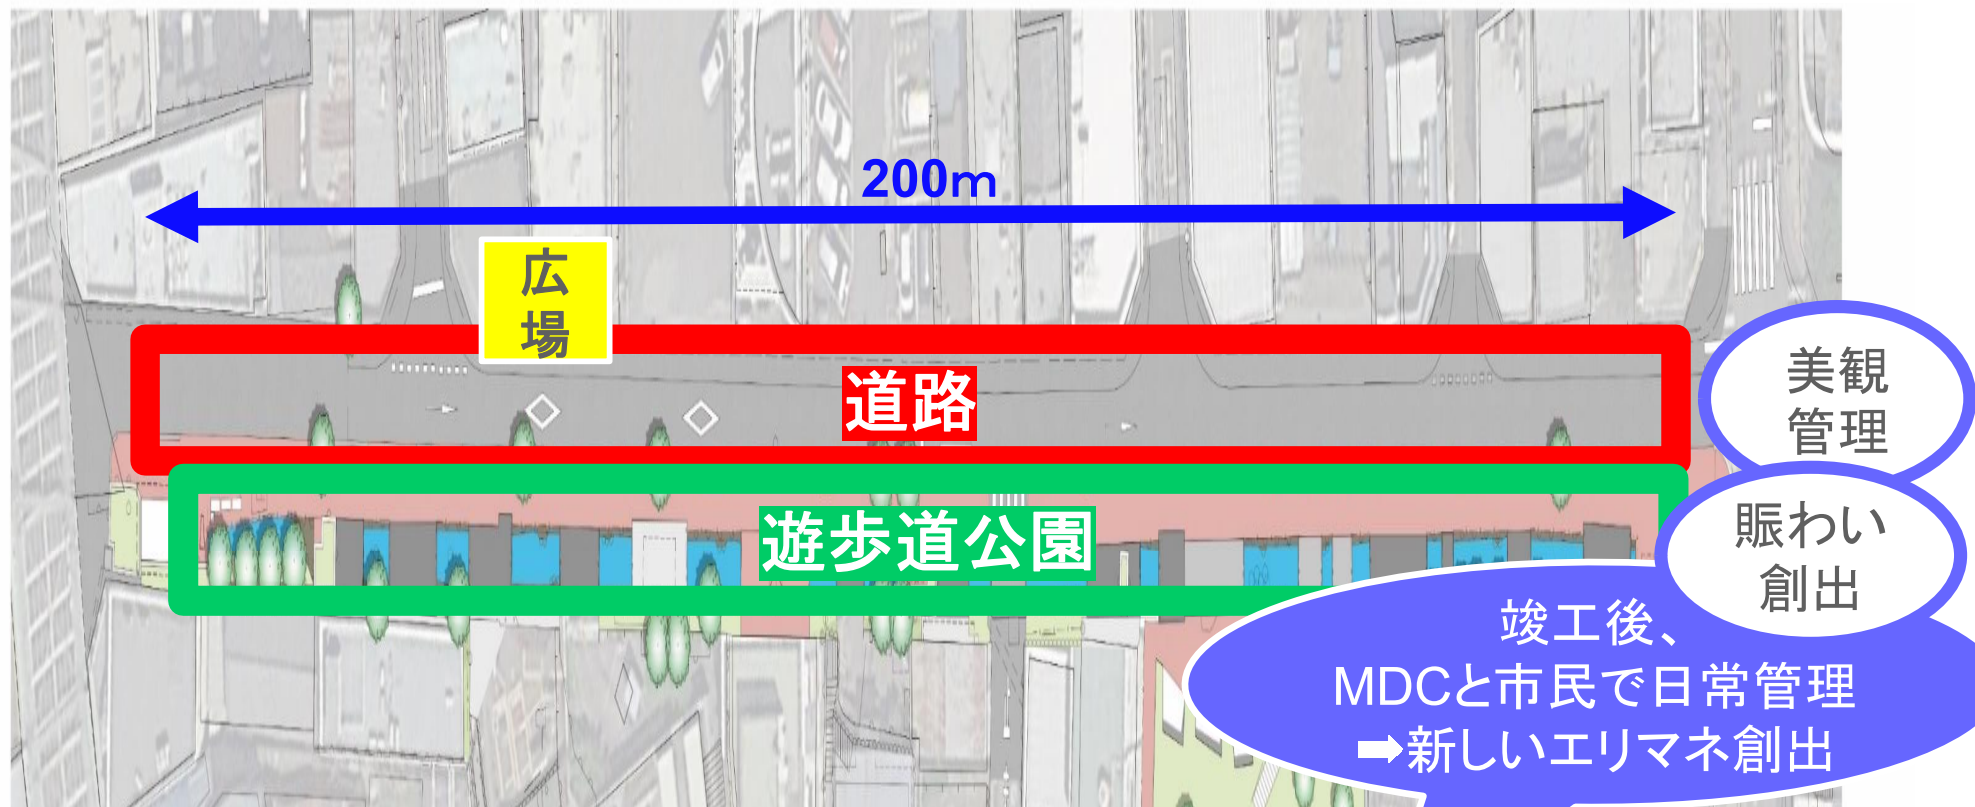 200m
広
場
道路
遊歩道公園
美観
管理
賑わい
創出
竣工後、
MDCと市民で日常管理
➡新しいエリマネ創出